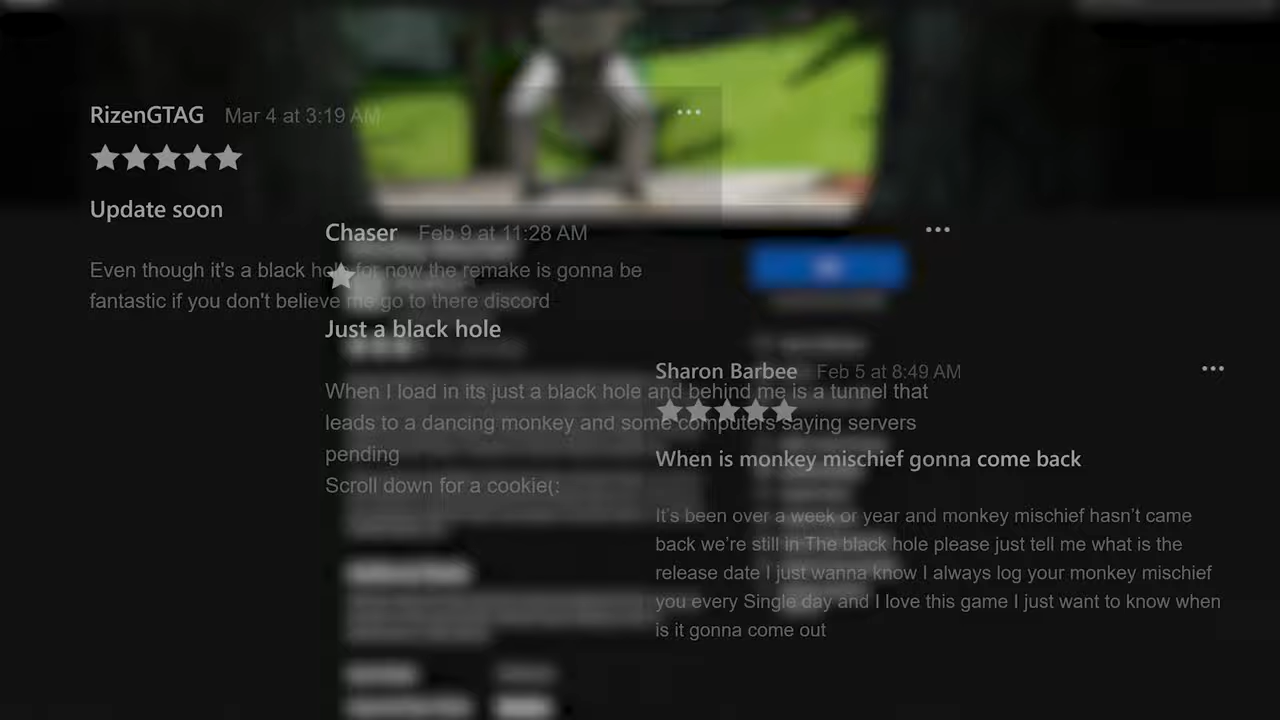 RizenGTAG Mar 4 at 3:19 AM
Update soon
Even though it's a black hole for now the remake is gonna be
fantastic if you don't believe me go to there discord
Chaser Feb 9 at 11:28 AM
Just a black hole
When I load in its just a black hole and behind me is a tunnel that
leads to a dancing monkey and some computers saying servers
pending
Scroll down for a cookie(:
Sharon Barbee Feb 5 at 8:49 AM
When is monkey mischief gonna come back
It's been over a week or year and monkey mischief hasn't came
back we're still in The black hole please just tell me what is the
release date I just wanna know I always log your monkey mischief
you every Single day and I love this game I just want to know when
is it gonna come out